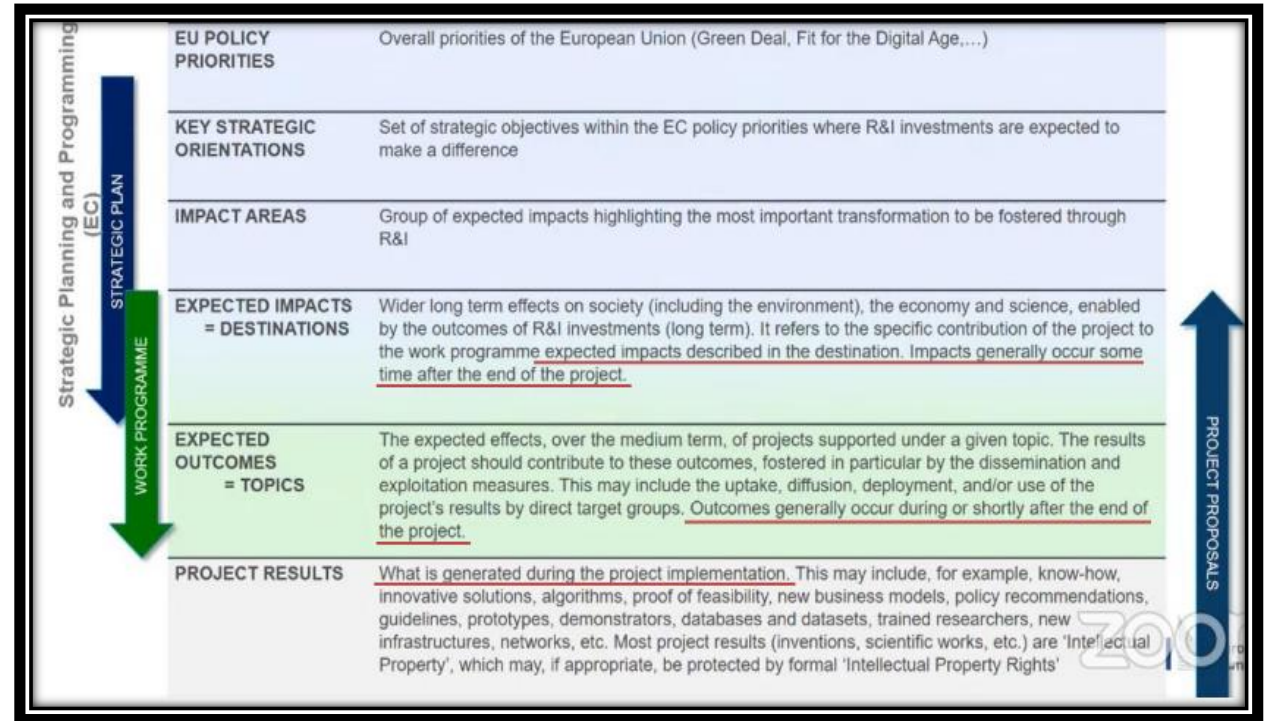 Strategic Planning and Programming
(EC)
STRATEGIC PLAN
WORK PROGRAMME
EU POLICY
PRIORITIES
Overall priorities of the European Union (Green Deal, Fit for the Digital Age,…)
KEY STRATEGIC
ORIENTATIONS
Set of strategic objectives within the EC policy priorities where R&I investments are expected to
make a difference
IMPACT AREAS
Group of expected impacts highlighting the most important transformation to be fostered through
R&I
EXPECTED IMPACTS
= DESTINATIONS
Wider long term effects on society (including the environment), the economy and science, enabled
by the outcomes of R&I investments (long term). It refers to the specific contribution of the project to
the work programme expected impacts described in the destination. Impacts generally occur some
time after the end of the project.
EXPECTED
OUTCOMES
= TOPICS
The expected effects, over the medium term, of projects supported under a given topic. The results
of a project should contribute to these outcomes, fostered in particular by the dissemination and
exploitation measures. This may include the uptake, diffusion, deployment, and/or use of the
project's results by direct target groups. Outcomes generally occur during or shortly after the end of
the project.
PROJECT RESULTS
What is generated during the project implementation. This may include, for example, know-how,
innovative solutions, algorithms, proof of feasibility, new business models, policy recommendations,
guidelines, prototypes, demonstrators, databases and datasets, trained researchers, new
infrastructures, networks, etc. Most project results (inventions, scientific works, etc.) are 'Intellectual
Property', which may, if appropriate, be protected by formal 'Intellectual Property Rights'
PROJECT PROPOSALS
zoom